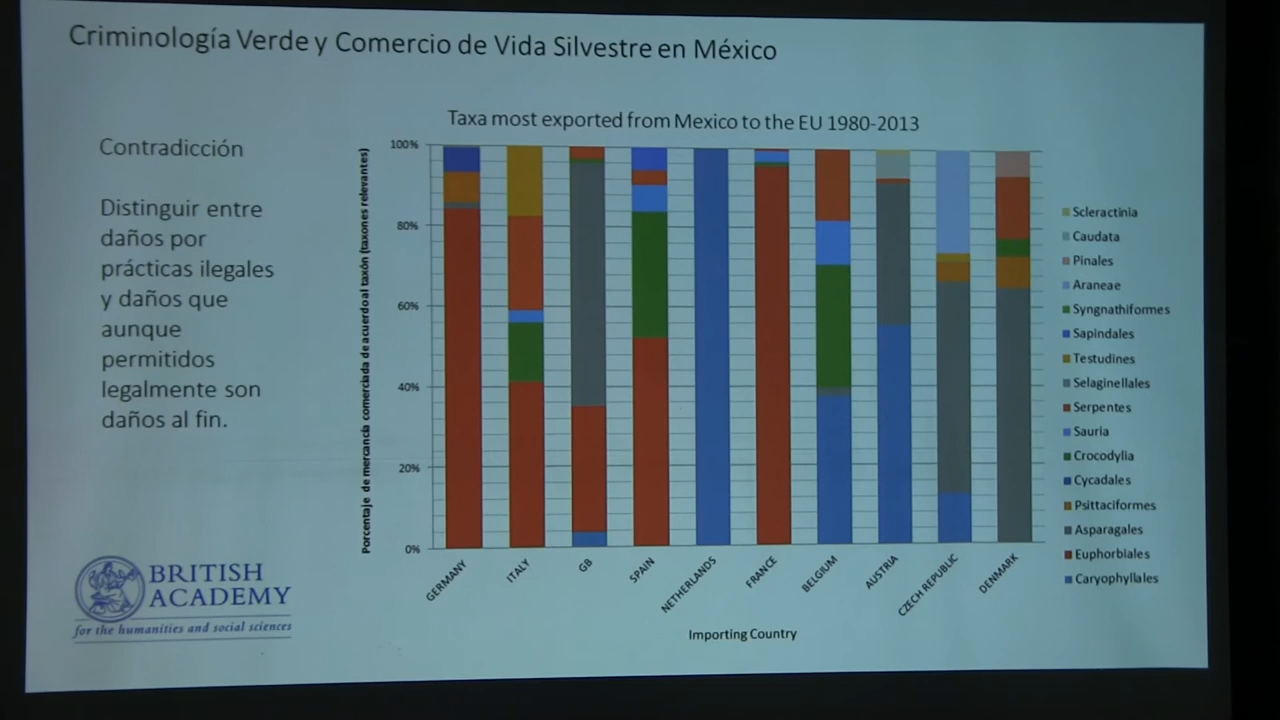 Criminología Verde y Comercio de Vida Silvestre en México
Contradicción
Distinguir entre
daños por
prácticas ilegales
y daños que
aunque
permitidos
legalmente son
daños al fin.
BRITISH
ACADEMY
for the humanities and social sciences
Taxa most exported from Mexico to the EU 1980-2013
Porcentaje de mercancía comerciada de acuerdo al taxón (taxones relevantes)
100%
80%
60%
40%
20%
0%
GERMANY
ITALY
GB
SPAIN
NETHERLANDS
FRANCE
BELGIUM
AUSTRIA
CZECH REPUBLIC
DENMARK
Importing Country
Scleractinia
Caudata
Pinales
Araneae
Syngnathiformes
Sapindales
Testudines
Selaginellales
Serpentes
Sauria
Crocodylia
Cycadales
Psittaciformes
Asparagales
Euphorbiales
Caryophyllales